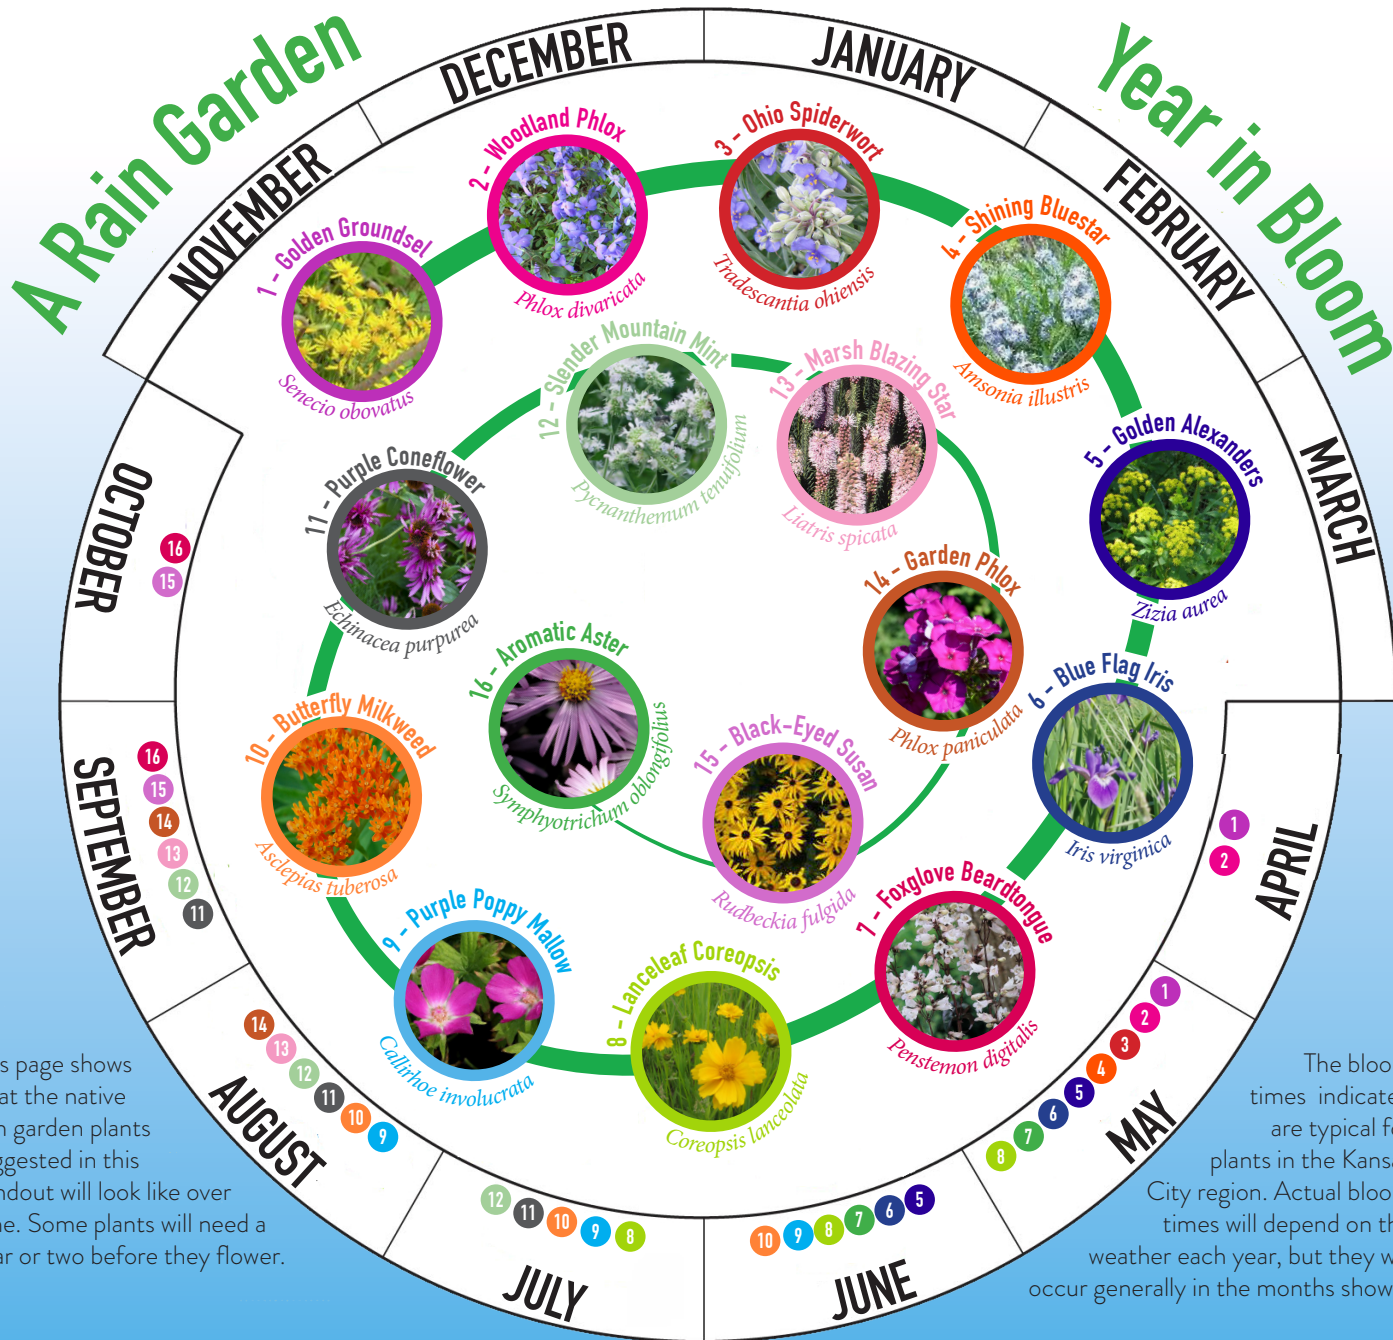 A Rain Garden
Year in Bloom
JANUARY
FEBRUARY
MARCH
APRIL
MAY
JUNE
JULY
AUGUST
SEPTEMBER
OCTOBER
NOVEMBER
DECEMBER
1 - Golden Groundsel
Senecio obovatus
2 - Woodland Phlox
Phlox divaricata
3 - Ohio Spiderwort
Tradescantia ohiensis
4 - Shining Bluestar
Amsonia illustris
5 - Golden Alexanders
Zizia aurea
6 - Blue Flag Iris
Iris virginica
7 - Foxglove Beardtongue
Penstemon digitalis
8 - Lanceleaf Coreopsis
Coreopsis lanceolata
9 - Purple Poppy Mallow
Callirhoe involucrata
10 - Butterfly Milkweed
Asclepias tuberosa
11 - Purple Coneflower
Echinacea purpurea
12 - Slender Mountain Mint
Pycnanthemum tenuifolium
13 - Marsh Blazing Star
Liatris spicata
14 - Garden Phlox
Phlox paniculata
15 - Black-Eyed Susan
Rudbeckia fulgida
16 - Aromatic Aster
Symphyotrichum oblongifolius
1
2
1
2
3
4
5
6
7
8
5
6
7
8
9
10
8
9
10
11
12
9
10
11
12
13
14
11
12
13
14
15
16
15
16
s page shows
at the native
n garden plants
ggested in this
ndout will look like over
ne. Some plants will need a
ar or two before they flower.
The bloo
times indicate
are typical fo
plants in the Kansa
City region. Actual bloo
times will depend on th
weather each year, but they w
occur generally in the months show